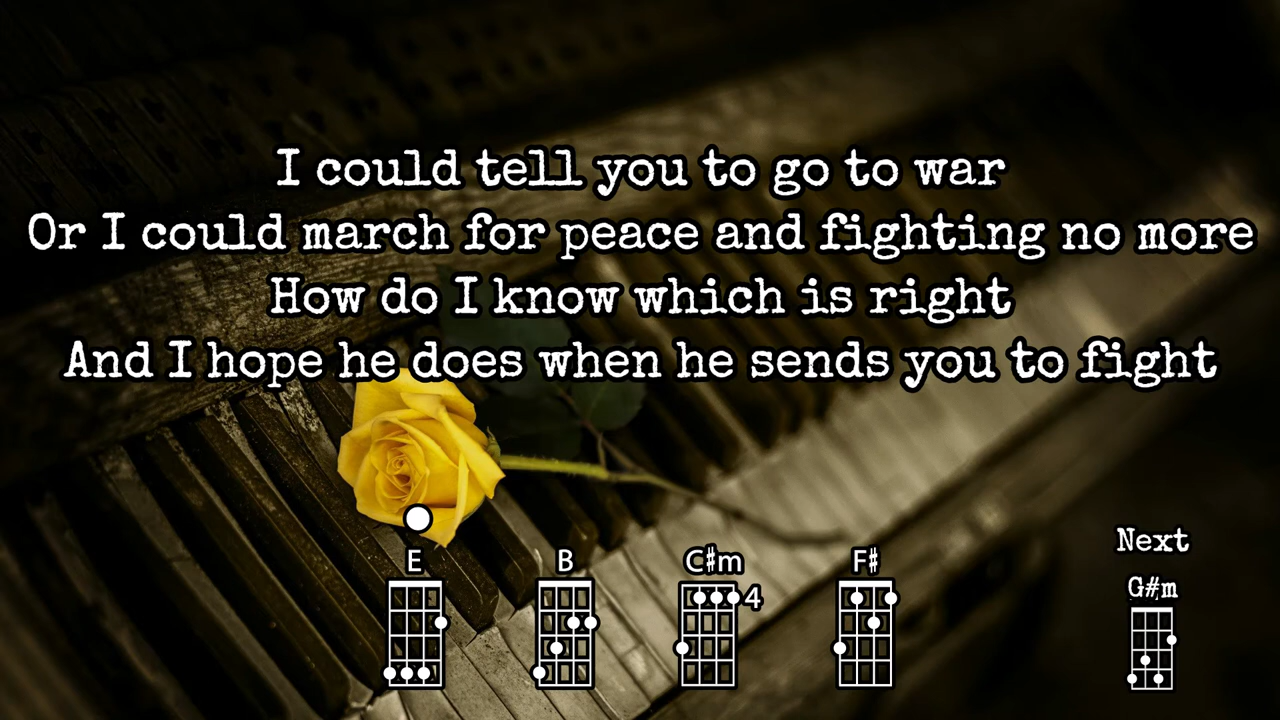 I could tell you to go to war
Or I could march for peace and fighting no more
How do I know which is right
And I hope he does when he sends you to fight
Next
E B C#m F# G#m
4